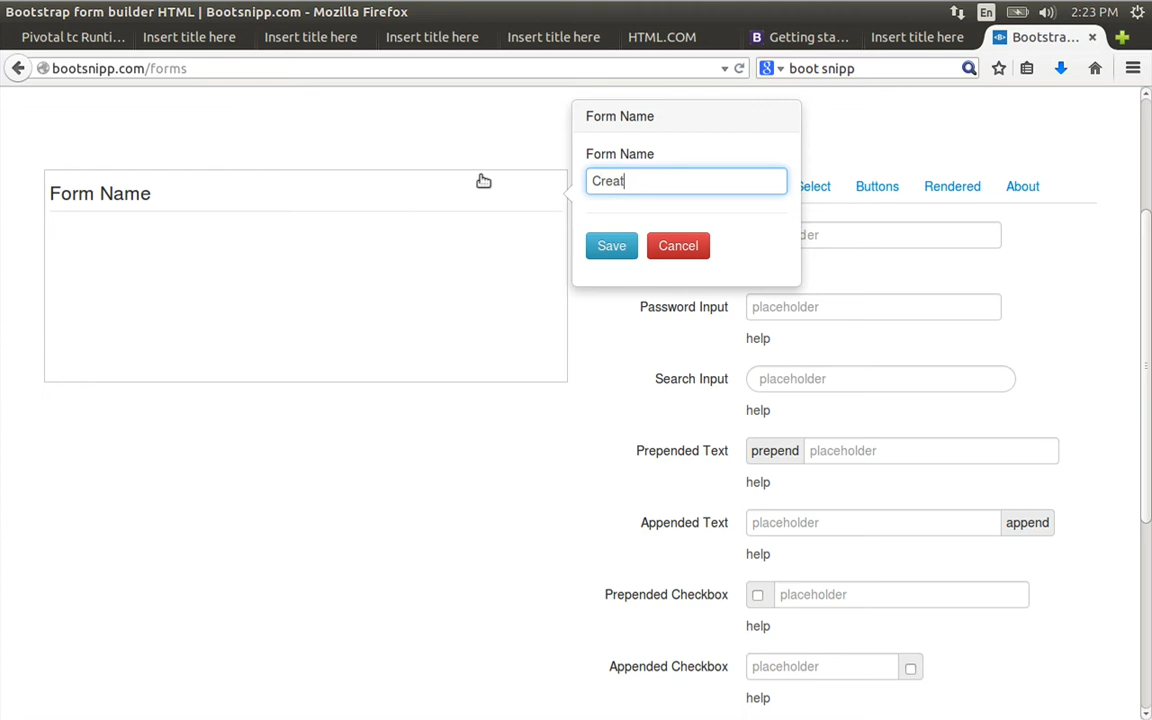 Bootstrap form builder HTML | Bootsnipp.com - Mozilla Firefox
En
2:23 PM
Pivotal tc Runti...
Insert title here
Insert title here
Insert title here
Insert title here
HTML.COM
B Getting sta...
Insert title here
Bootstra...
bootsnipp.com/forms
boot snipp
Form Name
Form Name
Creat
Save
Cancel
Form Name
Select
Buttons
Rendered
About
Password Input
placeholder
help
Search Input
placeholder
help
Prepended Text
prepend
placeholder
help
Appended Text
placeholder
append
help
Prepended Checkbox
placeholder
help
Appended Checkbox
placeholder
help